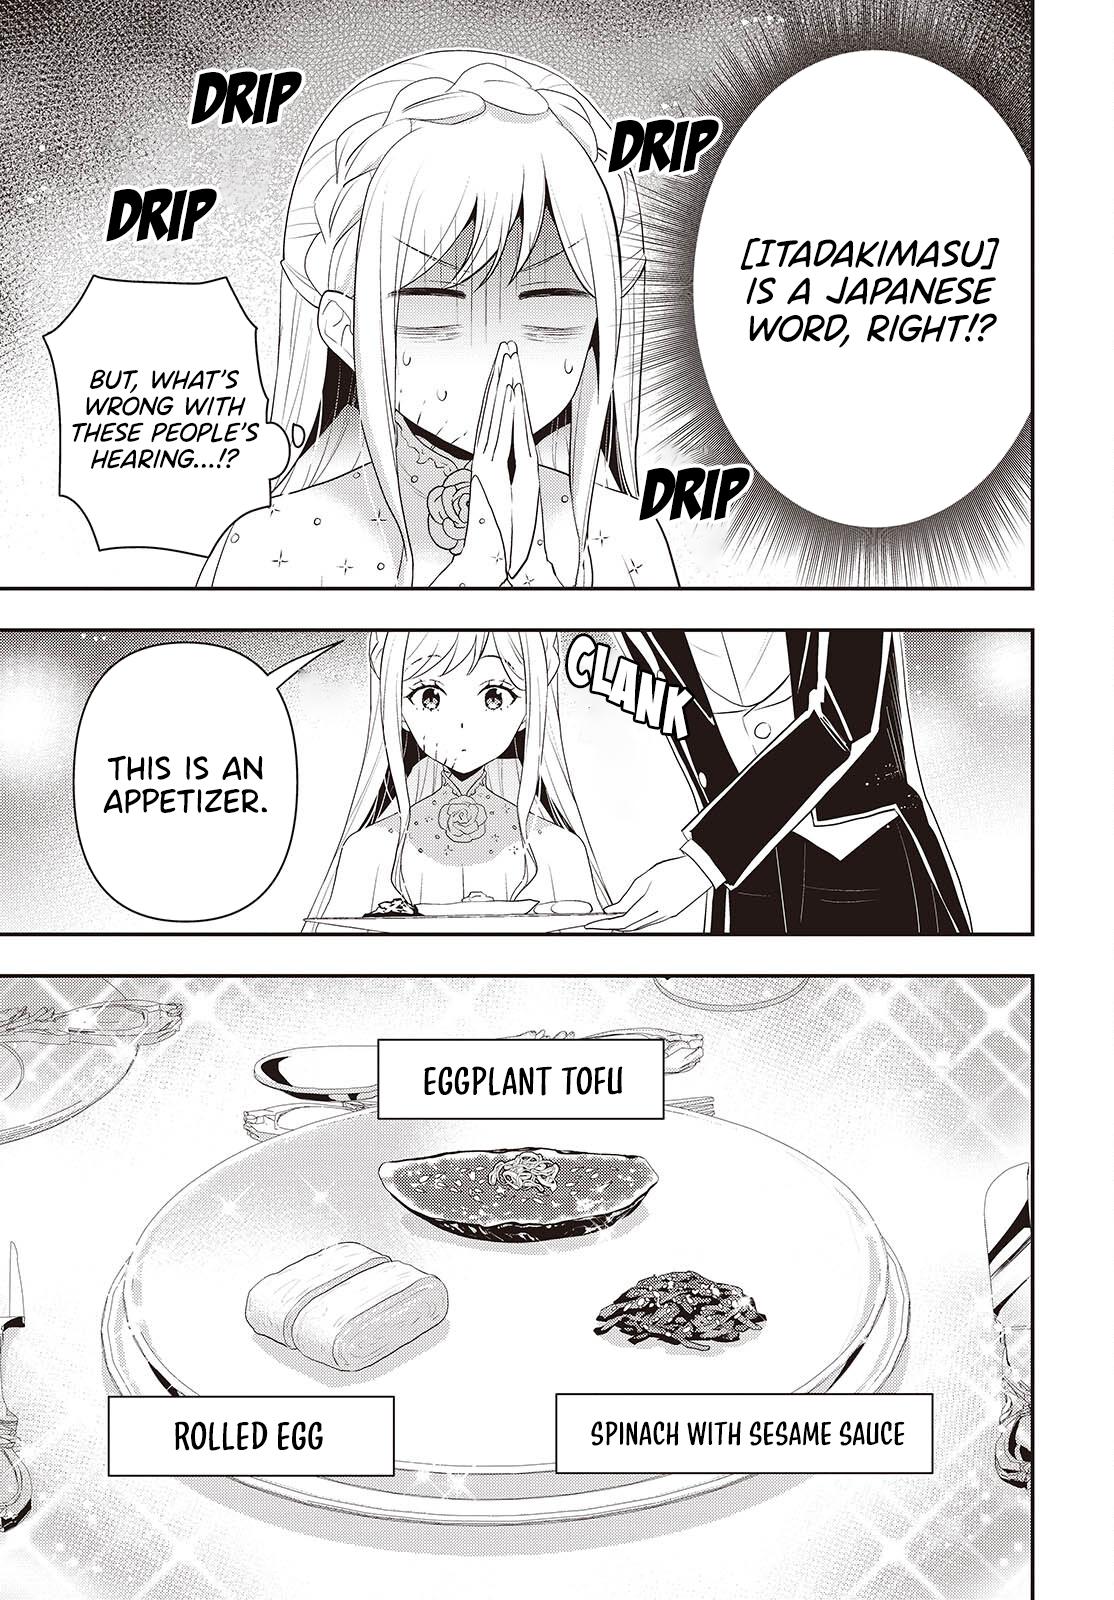 [ITADAKIMASU]
IS A JAPANESE
WORD, RIGHT!?
DRIP
DRIP
DRIP
DRIP
BUT, WHAT'S
WRONG WITH
THESE PEOPLE'S
HEARING...!?
CLANK
THIS IS AN
APPETIZER.
EGGPLANT TOFU
ROLLED EGG
SPINACH WITH SESAME SAUCE